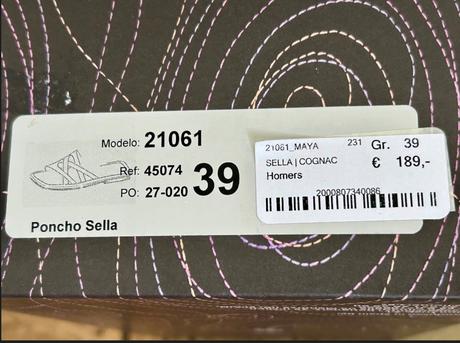 Modelo: 21061
Ref: 45074
PO: 27-020
39
Poncho Sella
21061_MAYA 231 Gr. 39
SELLA | COGNAC € 189,-
Homers
2000807340086